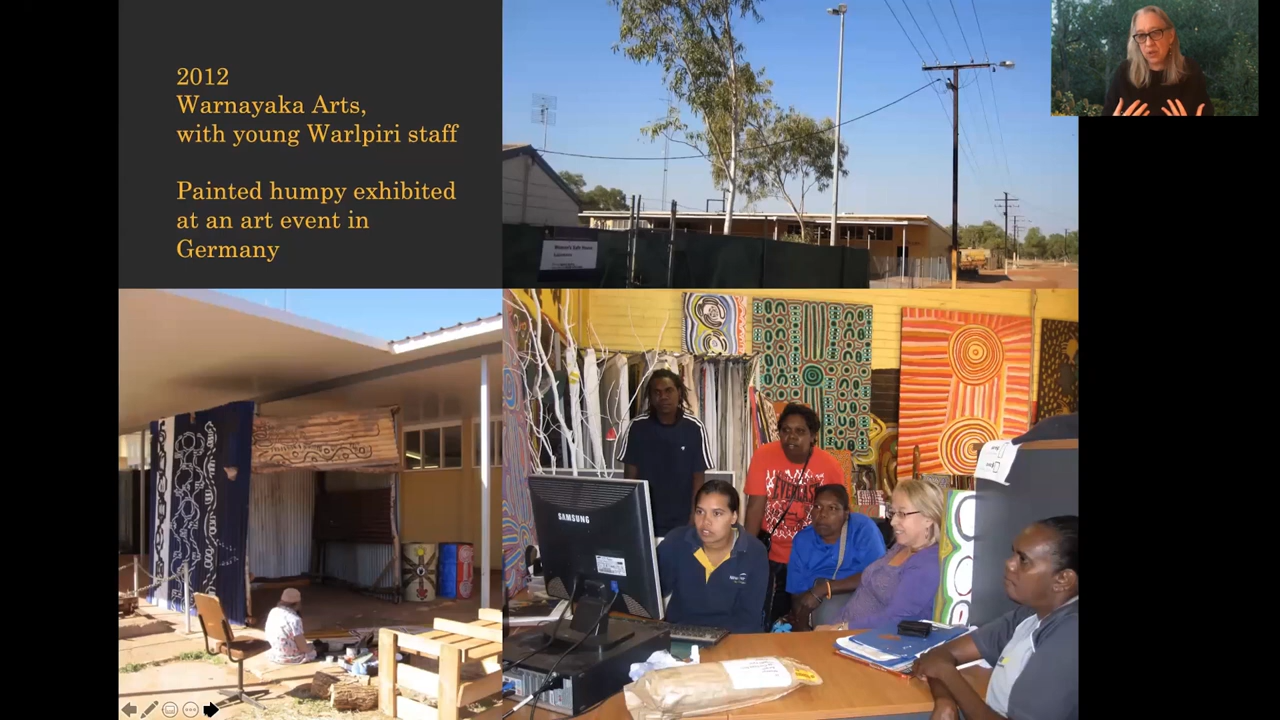 2012
Warnayaka Arts,
with young Warlpiri staff
Painted humpy exhibited
at an art event in
Germany
SAMSUNG